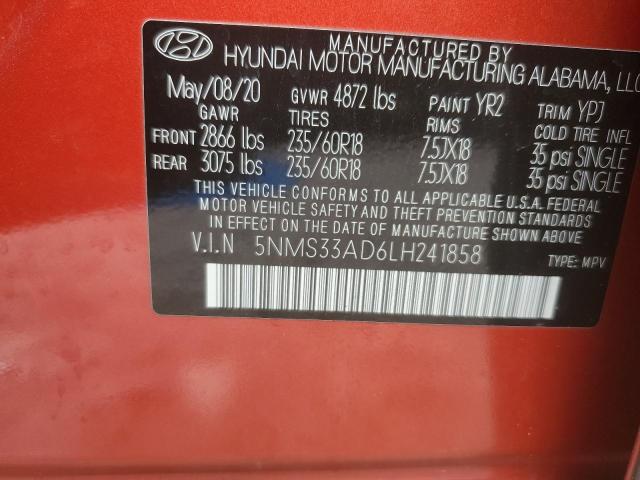 MANUFACTURED BY
HYUNDAI MOTOR MANUFACTURING ALABAMA, LLC
May/08/20 GVWR 4872 lbs PAINT YR2 TRIM YPJ
GAWR TIRES RIMS COLD TIRE INFL
FRONT 2866 lbs 235/60R18 7.5JX18 35 psi SINGLE
REAR 3075 lbs 235/60R18 7.5JX18 35 psi SINGLE
THIS VEHICLE CONFORMS TO ALL APPLICABLE U.S.A. FEDERAL
MOTOR VEHICLE SAFETY AND THEFT PREVENTION STANDARDS
IN EFFECT ON THE DATE OF MANUFACTURE SHOWN ABOVE.
V.I.N 5NMS33AD6LH241858 TYPE: MPV